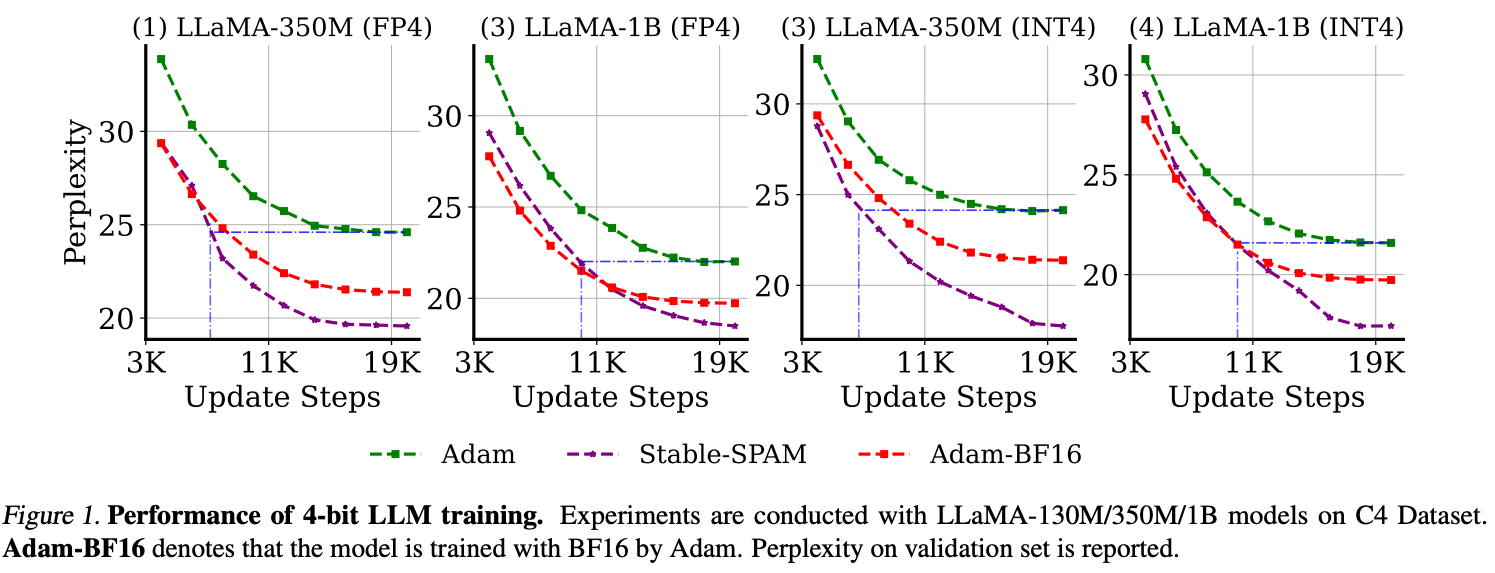 (1) LLaMA-350M (FP4)
(3) LLaMA-1B (FP4)
(3) LLaMA-350M (INT4)
(4) LLaMA-1B (INT4)
Perplexity
30
25
20
3K 11K 19K
Update Steps
30
25
20
3K 11K 19K
Update Steps
30
25
20
3K 11K 19K
Update Steps
30
25
20
3K 11K 19K
Update Steps
Adam Stable-SPAM Adam-BF16
Figure 1. Performance of 4-bit LLM training. Experiments are conducted with LLaMA-130M/350M/1B models on C4 Dataset.
Adam-BF16 denotes that the model is trained with BF16 by Adam. Perplexity on validation set is reported.